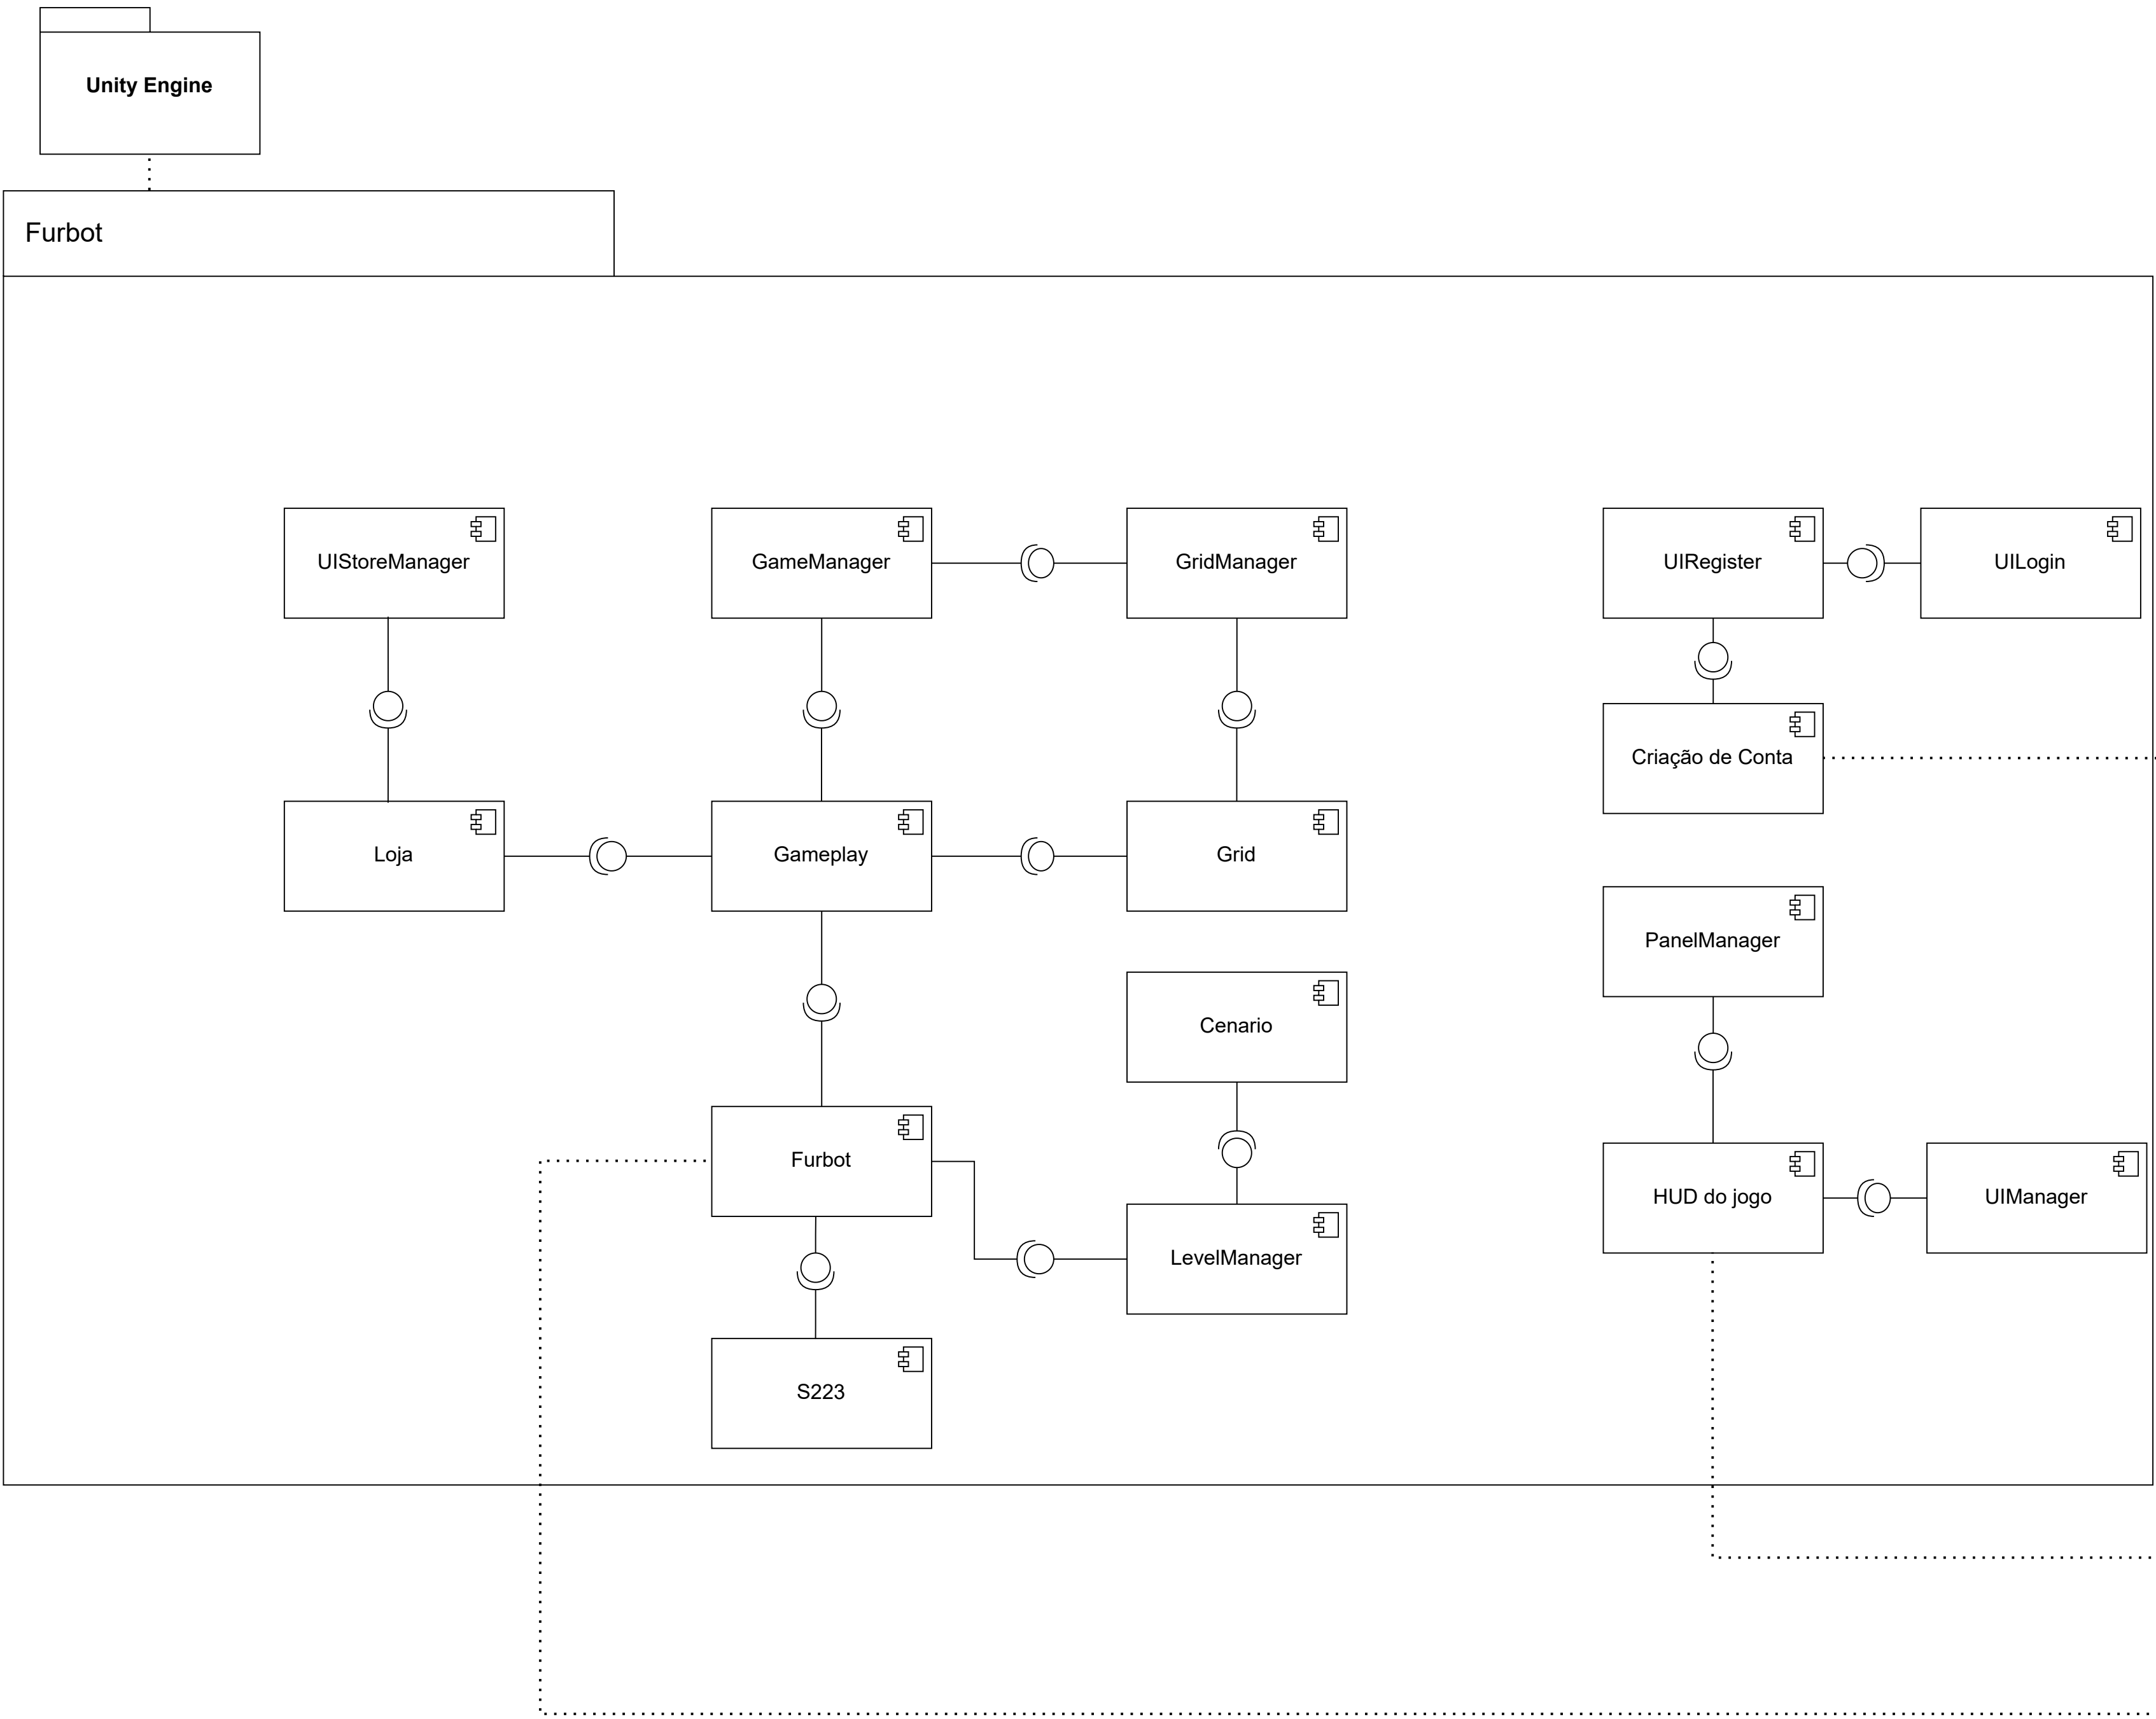 Unity Engine
Furbot
UIStoreManager
GameManager
GridManager
UIRegister
UILogin
Criação de Conta
Loja
Gameplay
Grid
PanelManager
Cenario
Furbot
HUD do jogo
UIManager
LevelManager
S223